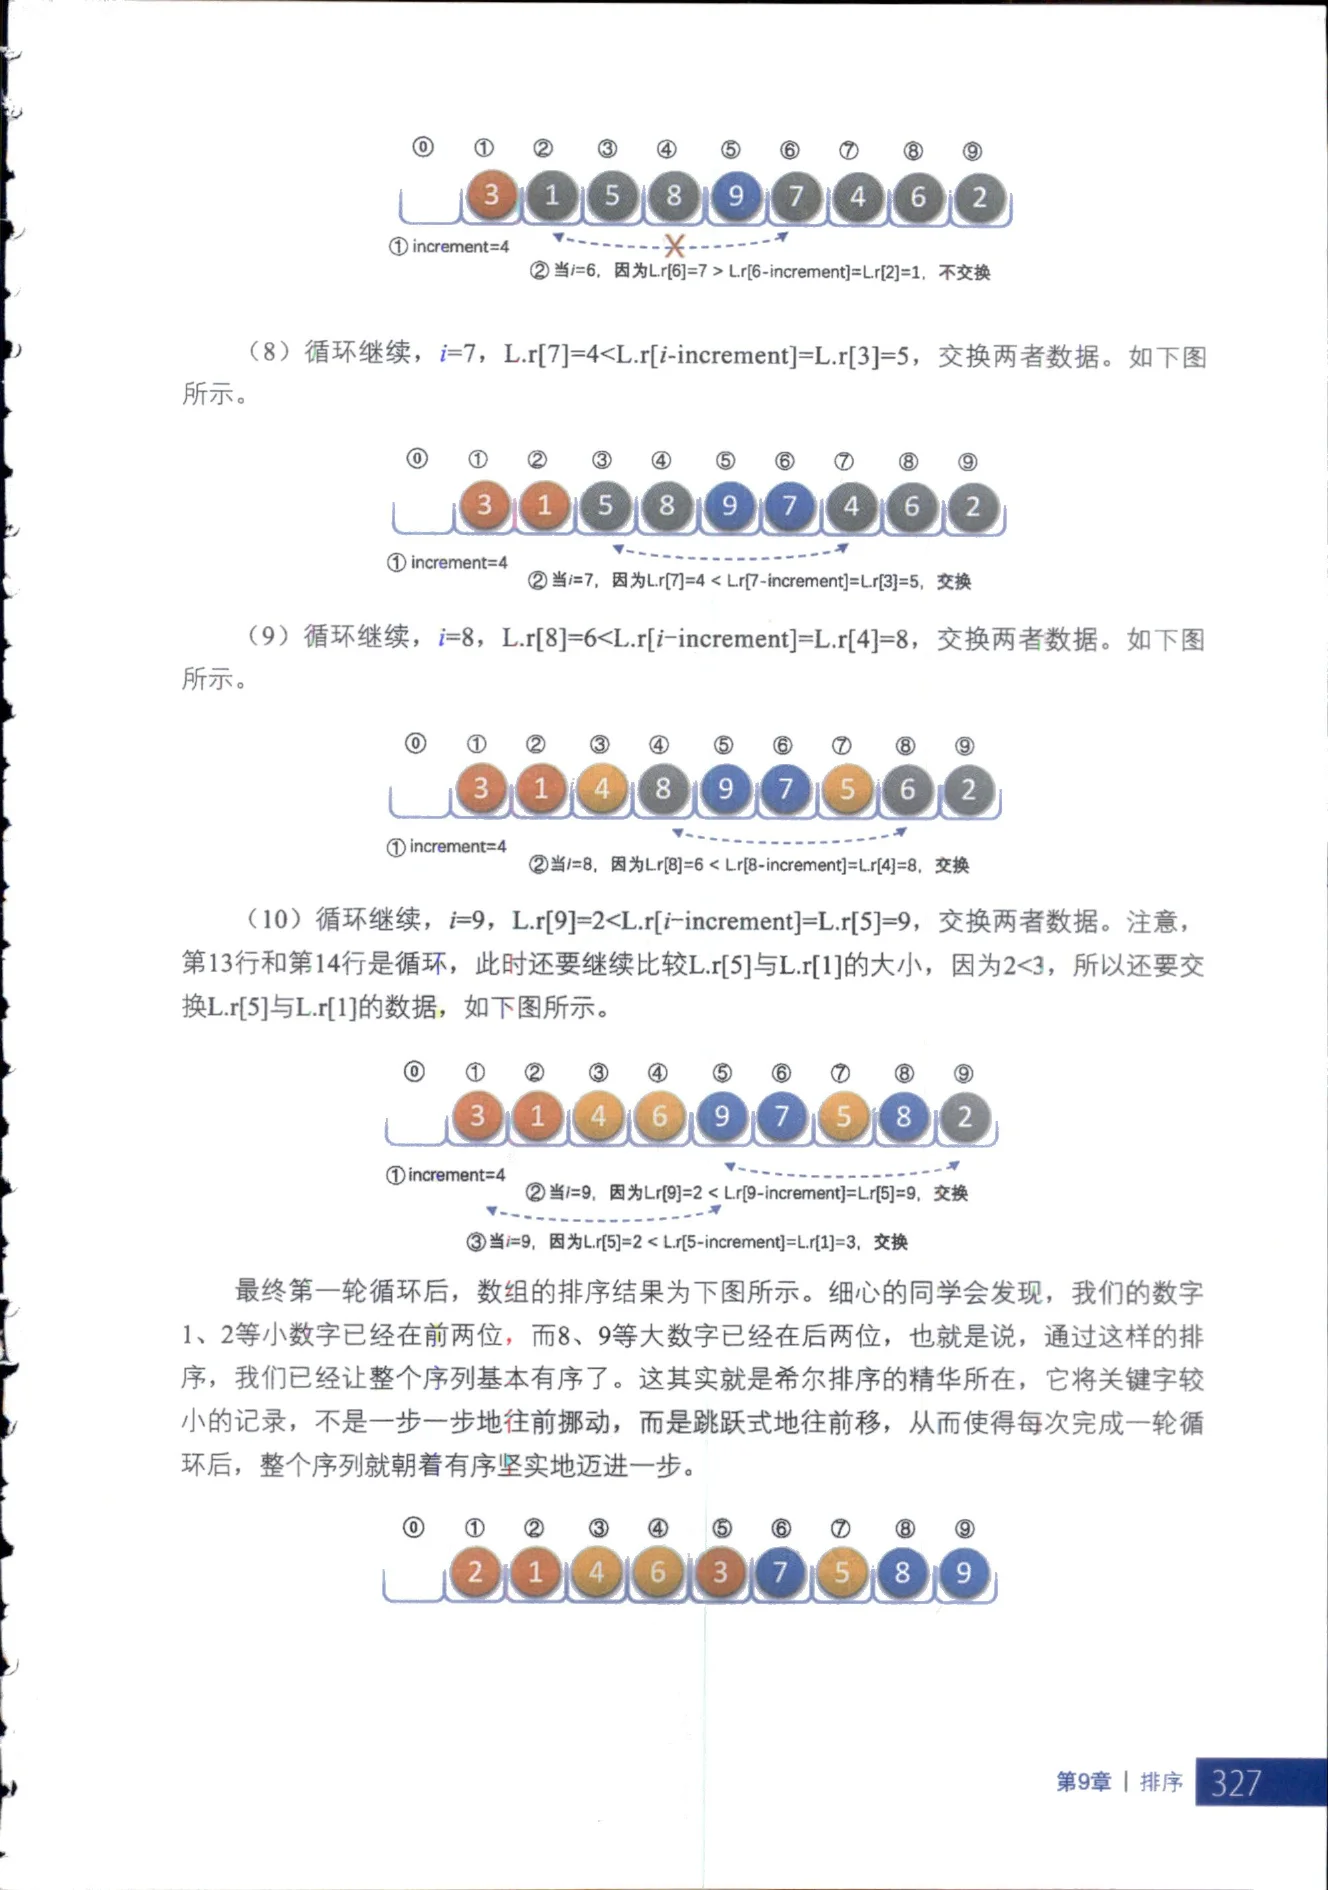 ⓪ ① ② ③ ④ ⑤ ⑥ ⑦ ⑧ ⑨
3 1 5 8 9 7 4 6 2
① increment=4
② 当i=6，因为L.r[6]=7 > L.r[6-increment]=L.r[2]=1，不交换
（8）循环继续，i=7，L.r[7]=4<L.r[i-increment]=L.r[3]=5，交换两者数据。如下图
所示。
⓪ ① ② ③ ④ ⑤ ⑥ ⑦ ⑧ ⑨
3 1 5 8 9 7 4 6 2
① increment=4
② 当i=7，因为L.r[7]=4 < L.r[7-increment]=L.r[3]=5，交换
（9）循环继续，i=8，L.r[8]=6<L.r[i-increment]=L.r[4]=8，交换两者数据。如下图
所示。
⓪ ① ② ③ ④ ⑤ ⑥ ⑦ ⑧ ⑨
3 1 4 8 9 7 5 6 2
① increment=4
②当i=8，因为L.r[8]=6 < L.r[8-increment]=L.r[4]=8，交换
（10）循环继续，i=9，L.r[9]=2<L.r[i-increment]=L.r[5]=9，交换两者数据。注意，
第13行和第14行是循环，此时还要继续比较L.r[5]与L.r[1]的大小，因为2<3，所以还要交
换L.r[5]与L.r[1]的数据，如下图所示。
⓪ ① ② ③ ④ ⑤ ⑥ ⑦ ⑧ ⑨
3 1 4 6 9 7 5 8 2
① increment=4
② 当i=9，因为L.r[9]=2 < L.r[9-increment]=L.r[5]=9，交换
③当i=9，因为L.r[5]=2 < L.r[5-increment]=L.r[1]=3，交换
最终第一轮循环后，数组的排序结果为下图所示。细心的同学会发现，我们的数字
1、2等小数字已经在前两位，而8、9等大数字已经在后两位，也就是说，通过这样的排
序，我们已经让整个序列基本有序了。这其实就是希尔排序的精华所在，它将关键字较
小的记录，不是一步一步地往前挪动，而是跳跃式地往前移，从而使得每次完成一轮循
环后，整个序列就朝着有序坚实地迈进一步。
⓪ ① ② ③ ④ ⑤ ⑥ ⑦ ⑧ ⑨
2 1 4 6 3 7 5 8 9
第9章 | 排序 327